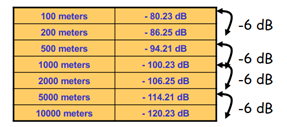 100 meters - 80.23 dB
200 meters - 86.25 dB
500 meters - 94.21 dB
1000 meters - 100.23 dB
2000 meters - 106.25 dB
5000 meters - 114.21 dB
10000 meters - 120.23 dB
-6 dB
-6 dB
-6 dB
-6 dB